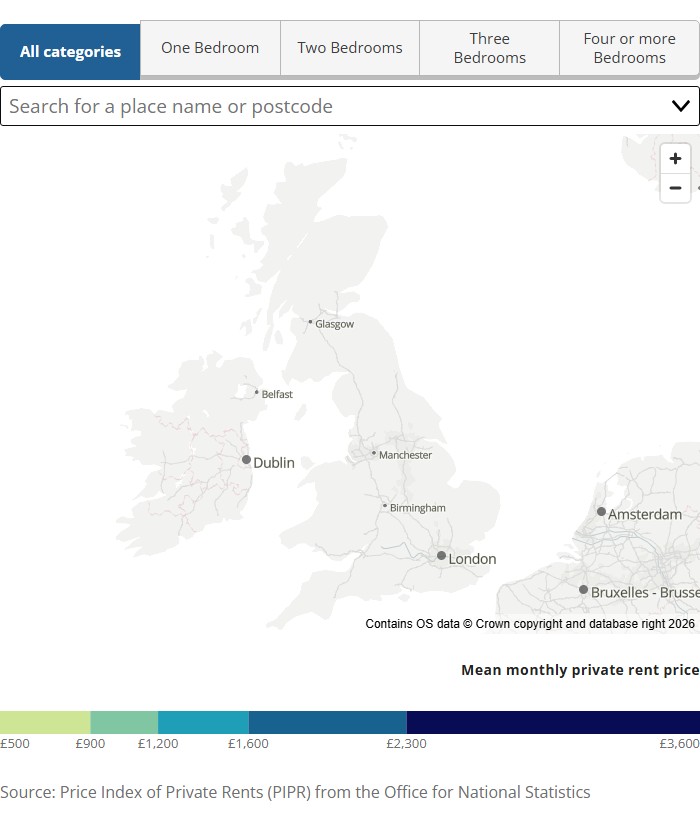 All categories
One Bedroom
Two Bedrooms
Three
Bedrooms
Four or more
Bedrooms
Search for a place name or postcode
+
−
Glasgow
Belfast
Manchester
Dublin
Birmingham
Amsterdam
London
Bruxelles - Brusse
Contains OS data © Crown copyright and database right 2026
Mean monthly private rent price
£500
£900
£1,200
£1,600
£2,300
£3,600
Source: Price Index of Private Rents (PIPR) from the Office for National Statistics